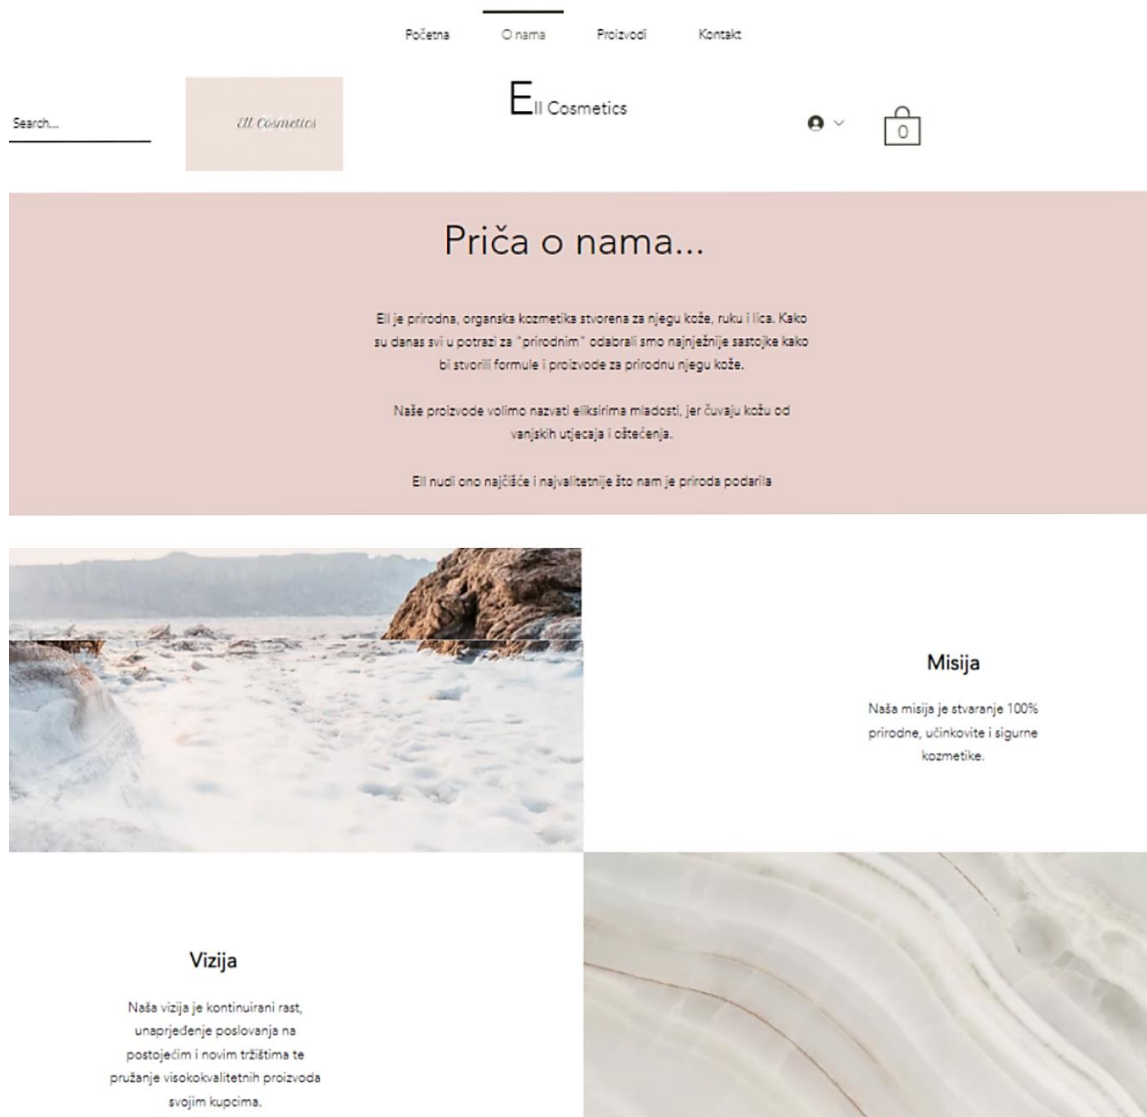 Početna O nama Proizvodi Kontakt
Search...
Ell Cosmetics
Ell Cosmetics
0
Priča o nama...
Ell je prirodna, organska kozmetika stvorena za njegu kože, ruku i lica. Kako
su danas svi u potrazi za "prirodnim" odabrali smo najnježnije sastojke kako
bi stvorili formule i proizvode za prirodnu njegu kože.
Naše proizvode volimo nazvati eliksirima mladosti, jer čuvaju kožu od
vanjskih utjecaja i oštećenja.
Ell nudi ono najčišće i najvalitetnije što nam je priroda podarila
Misija
Naša misija je stvaranje 100%
prirodne, učinkovite i sigurne
kozmetike.
Vizija
Naša vizija je kontinuirani rast,
unaprjeđenje poslovanja na
postojećim i novim tržištima te
pružanje visokokvalitetnih proizvoda
svojim kupcima.